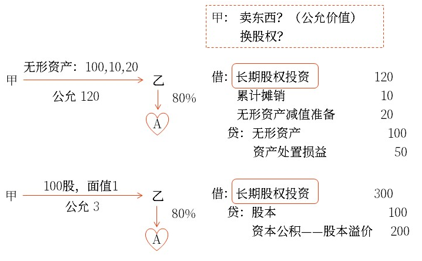 甲： 卖东西？（公允价值）
换股权？
无形资产：100,10,20
甲
乙
公允 120
80%
A
借：长期股权投资 120
累计摊销 10
无形资产减值准备 20
贷：无形资产 100
资产处置损益 50
100股，面值1
甲
乙
公允 3
80%
A
借：长期股权投资 300
贷：股本 100
资本公积——股本溢价 200